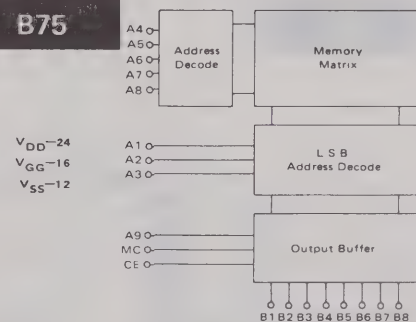 B75
A4
A5
A6
A7
A8
Address
Decode
Memory
Matrix
VDD—24
VGG—16
VSS—12
A1
A2
A3
L S B
Address Decode
A9
MC
CE
Output Buffer
B1 B2 B3 B4 B5 B6 B7 B8